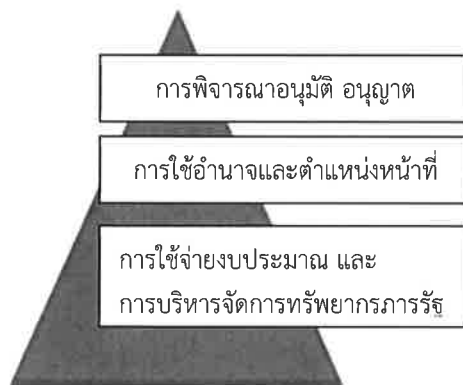 การพิจารณาอนุมัติ อนุญาต
การใช้อำนาจและตำแหน่งหน้าที่
การใช้จ่ายงบประมาณ และ
การบริหารจัดการทรัพยากรภารรัฐ